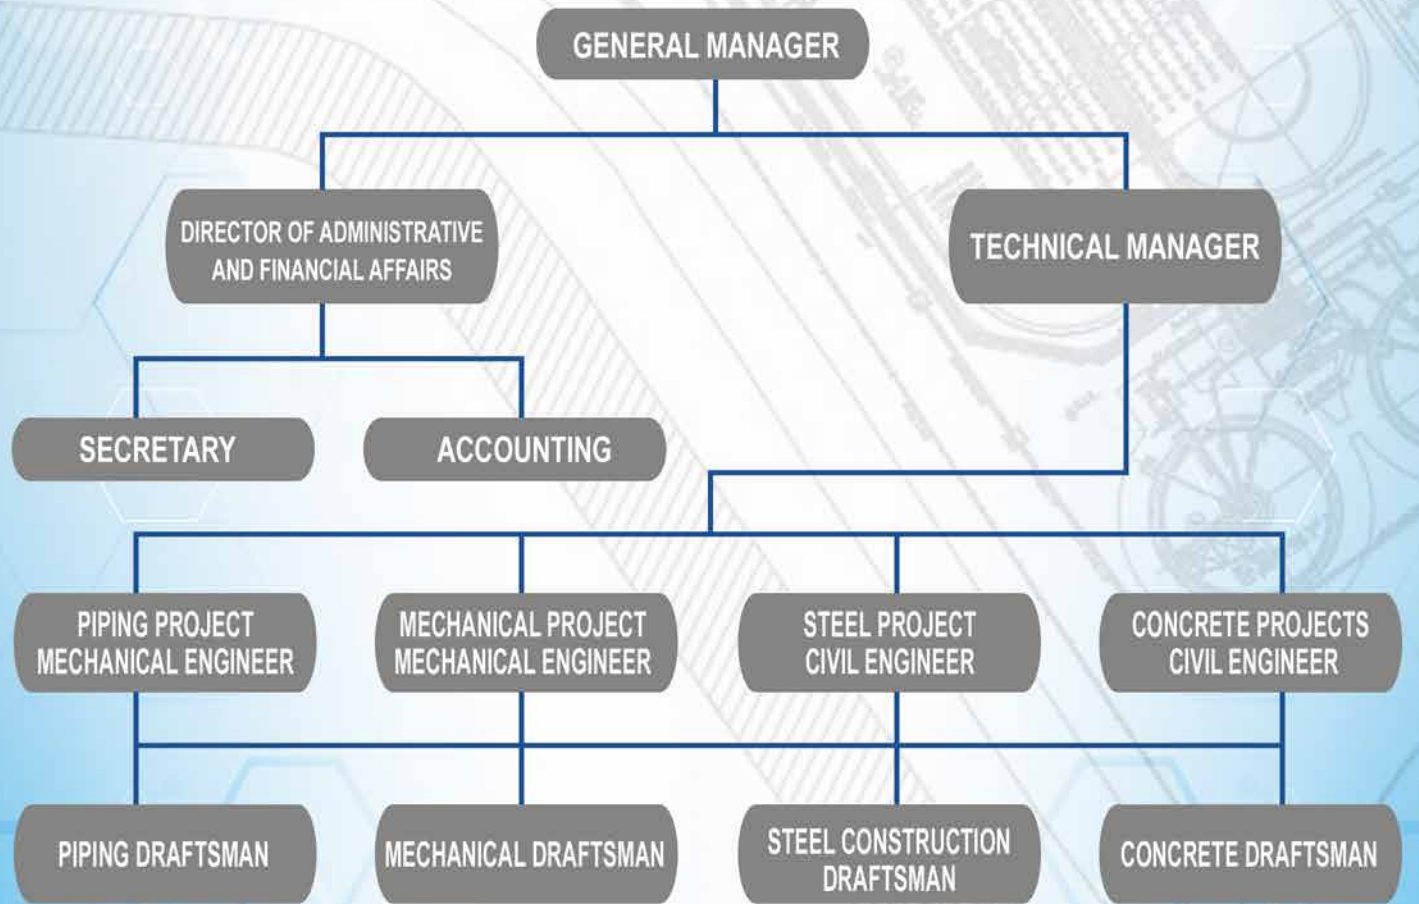 GENERAL MANAGER
DIRECTOR OF ADMINISTRATIVE
AND FINANCIAL AFFAIRS
TECHNICAL MANAGER
SECRETARY
ACCOUNTING
PIPING PROJECT
MECHANICAL ENGINEER
MECHANICAL PROJECT
MECHANICAL ENGINEER
STEEL PROJECT
CIVIL ENGINEER
CONCRETE PROJECTS
CIVIL ENGINEER
PIPING DRAFTSMAN
MECHANICAL DRAFTSMAN
STEEL CONSTRUCTION
DRAFTSMAN
CONCRETE DRAFTSMAN